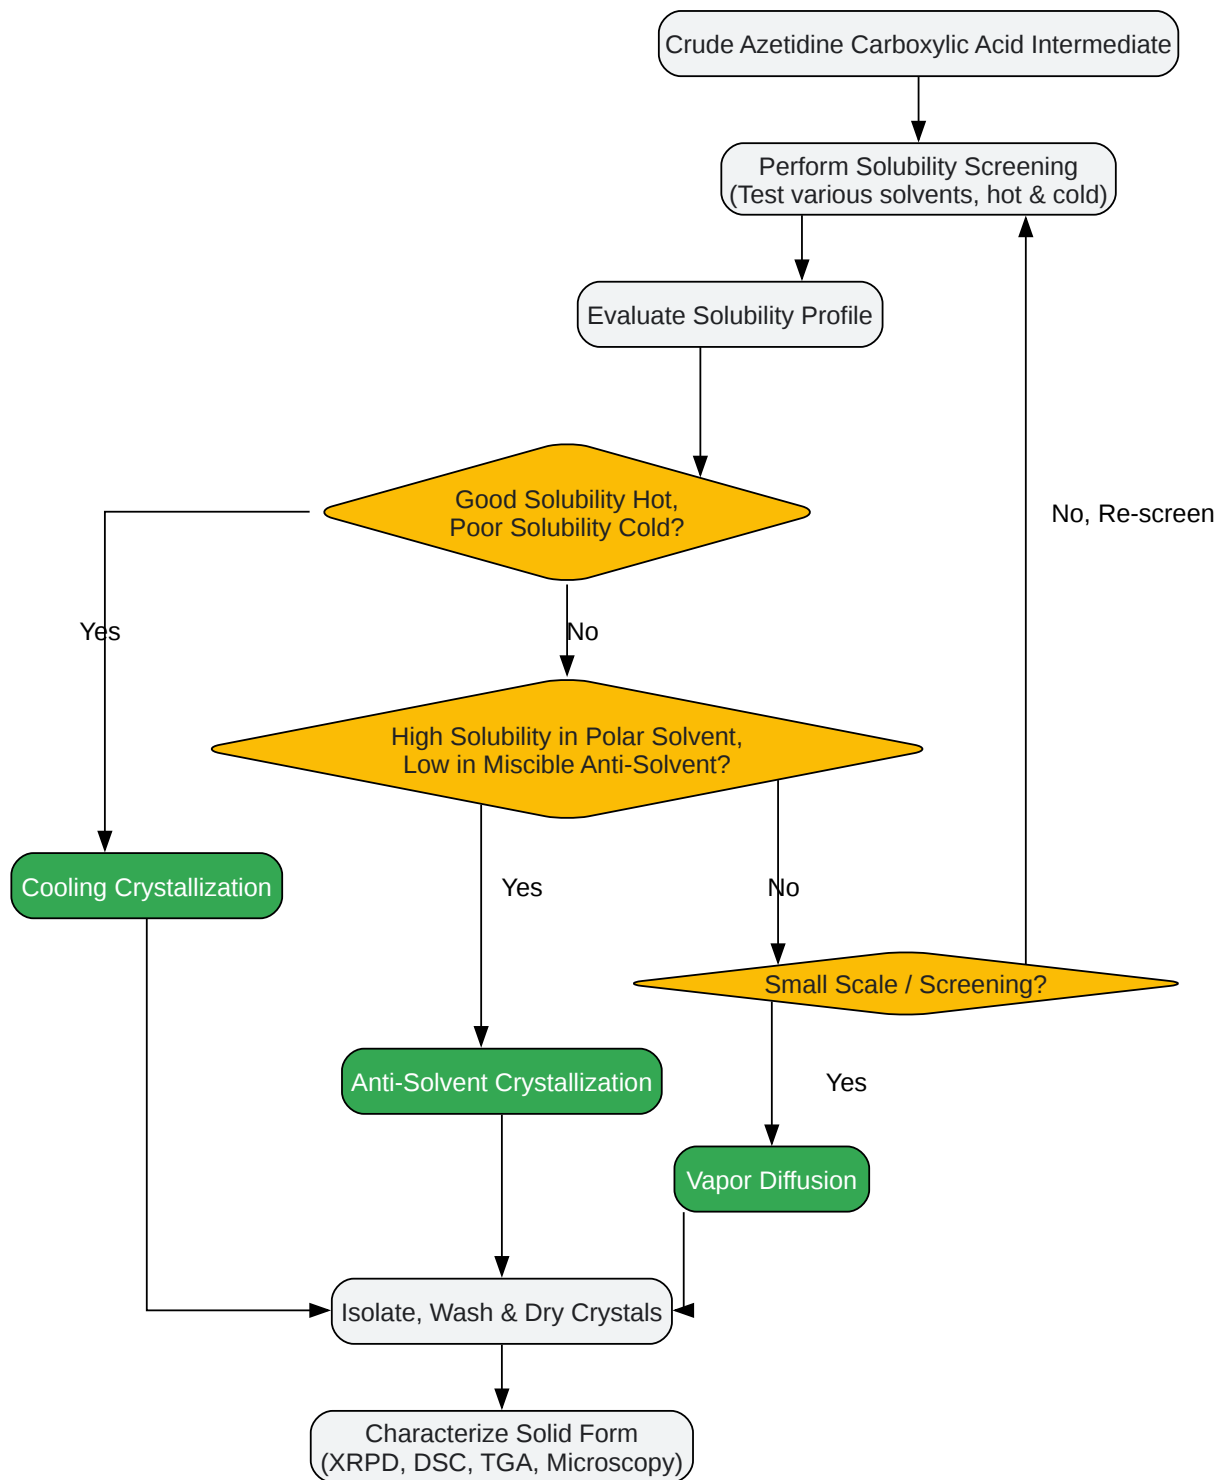 Crude Azetidine Carboxylic Acid Intermediate
Perform Solubility Screening
(Test various solvents, hot & cold)
Evaluate Solubility Profile
Good Solubility Hot,
Poor Solubility Cold?
No, Re-screen
Yes
No
High Solubility in Polar Solvent,
Low in Miscible Anti-Solvent?
Cooling Crystallization
Yes
No
Small Scale / Screening?
Anti-Solvent Crystallization
Yes
Vapor Diffusion
Isolate, Wash & Dry Crystals
Characterize Solid Form
(XRPD, DSC, TGA, Microscopy)